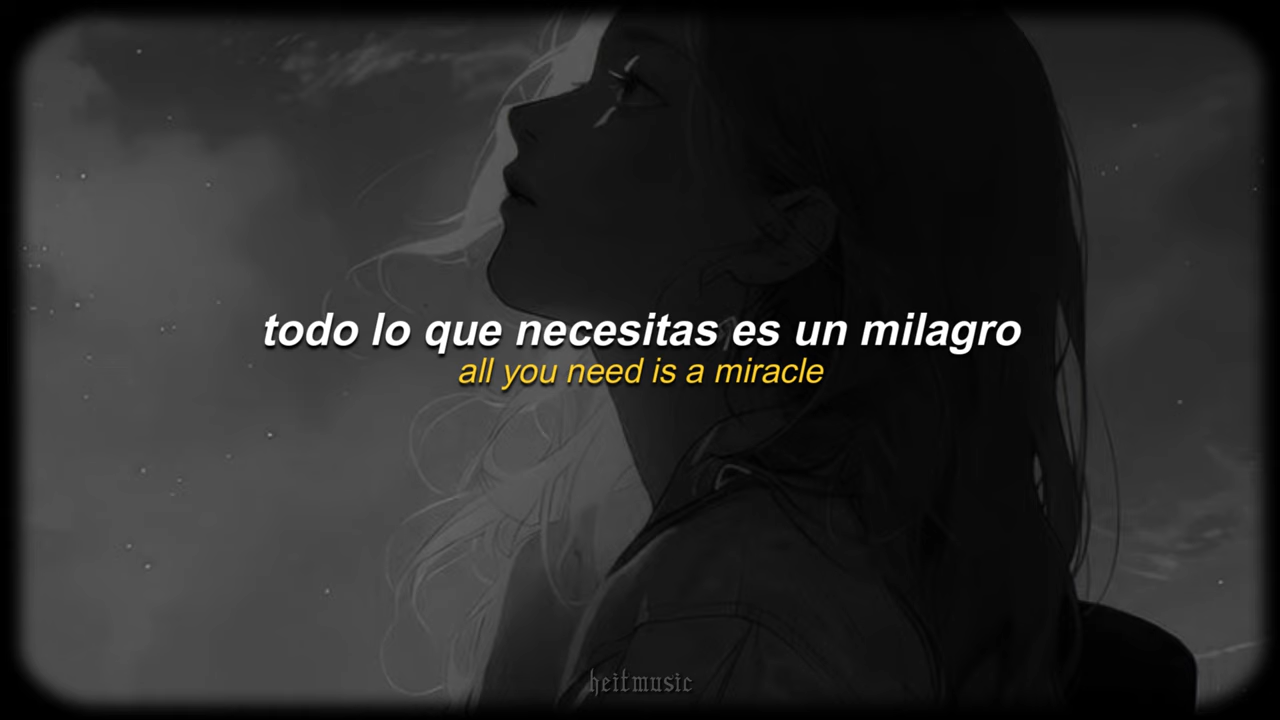 todo lo que necesitas es un milagro
all you need is a miracle
heitmusic